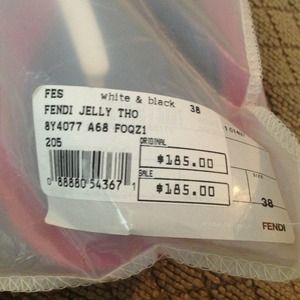 FES white & black 38
FENDI JELLY THO
8Y4077 A68 F0QZ1
205
ORIGINAL
$185.00
SALE
$185.00
SIZE
38
0 88880 54367 1
FENDI